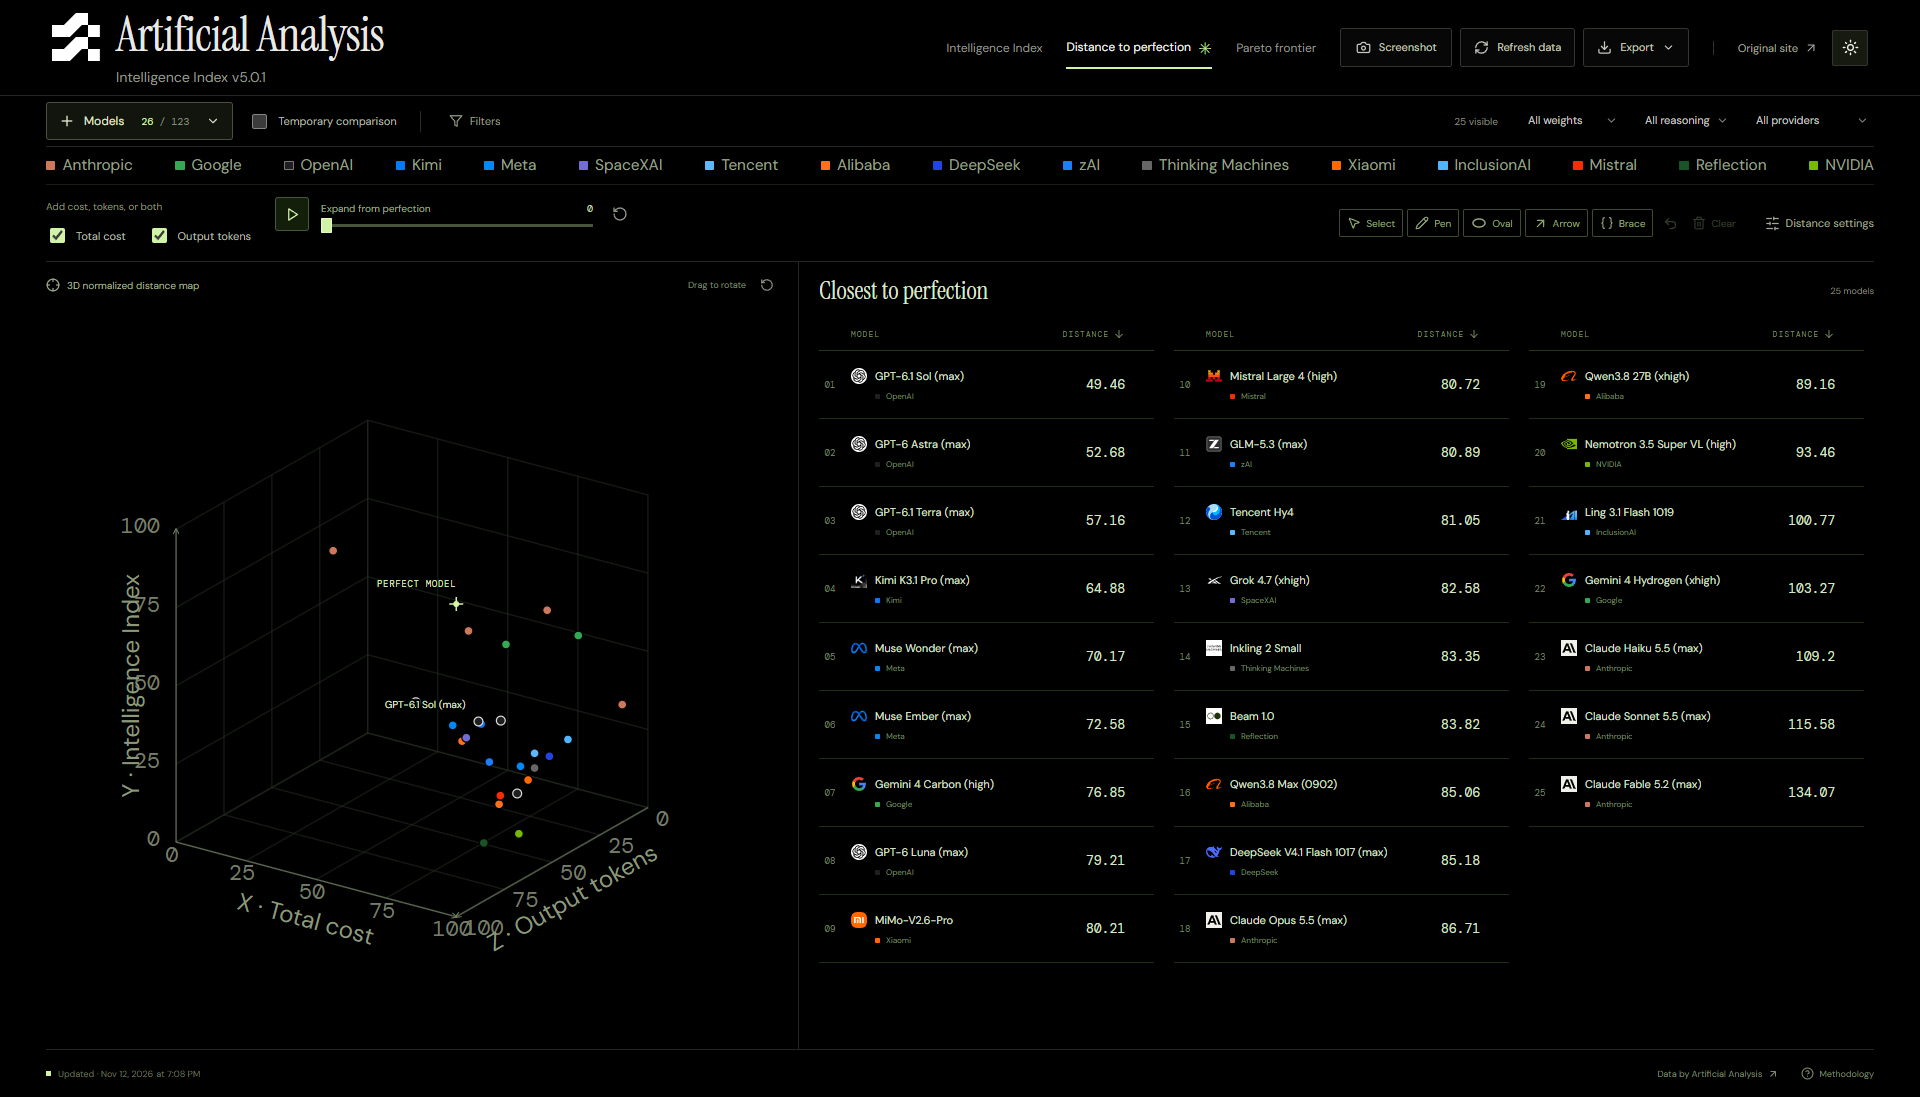 Artificial Analysis
Intelligence Index v5.0.1
Intelligence Index
Distance to perfection
Pareto frontier
Screenshot
Refresh data
Export
Original site
Models 26 / 123
Temporary comparison
Filters
25 visible
All weights
All reasoning
All providers
Anthropic
Google
OpenAI
Kimi
Meta
SpaceXAI
Tencent
Alibaba
DeepSeek
zAI
Thinking Machines
Xiaomi
InclusionAI
Mistral
Reflection
NVIDIA
Add cost, tokens, or both
Total cost
Output tokens
Expand from perfection 0
Select
Pen
Oval
Arrow
Brace
Clear
Distance settings
3D normalized distance map
Drag to rotate
100
75
50
25
0
Y · Intelligence Index
PERFECT MODEL
GPT-6.1 Sol (max)
0
25
50
75
100
X · Total cost
100
75
50
25
0
Z · Output tokens
Closest to perfection
25 models
MODEL DISTANCE
01 GPT-6.1 Sol (max) 49.46
OpenAI
02 GPT-6 Astra (max) 52.68
OpenAI
03 GPT-6.1 Terra (max) 57.16
OpenAI
04 Kimi K3.1 Pro (max) 64.88
Kimi
05 Muse Wonder (max) 70.17
Meta
06 Muse Ember (max) 72.58
Meta
07 Gemini 4 Carbon (high) 76.85
Google
08 GPT-6 Luna (max) 79.21
OpenAI
09 MiMo-V2.6-Pro 80.21
Xiaomi
MODEL DISTANCE
10 Mistral Large 4 (high) 80.72
Mistral
11 GLM-5.3 (max) 80.89
zAI
12 Tencent Hy4 81.05
Tencent
13 Grok 4.7 (xhigh) 82.58
SpaceXAI
14 Inkling 2 Small 83.35
Thinking Machines
15 Beam 1.0 83.82
Reflection
16 Qwen3.8 Max (0902) 85.06
Alibaba
17 DeepSeek V4.1 Flash 1017 (max) 85.18
DeepSeek
18 Claude Opus 5.5 (max) 86.71
Anthropic
MODEL DISTANCE
19 Qwen3.8 27B (xhigh) 89.16
Alibaba
20 Nemotron 3.5 Super VL (high) 93.46
NVIDIA
21 Ling 3.1 Flash 1019 100.77
InclusionAI
22 Gemini 4 Hydrogen (xhigh) 103.27
Google
23 Claude Haiku 5.5 (max) 109.2
Anthropic
24 Claude Sonnet 5.5 (max) 115.58
Anthropic
25 Claude Fable 5.2 (max) 134.07
Anthropic
Updated · Nov 12, 2026 at 7:08 PM
Data by Artificial Analysis
Methodology